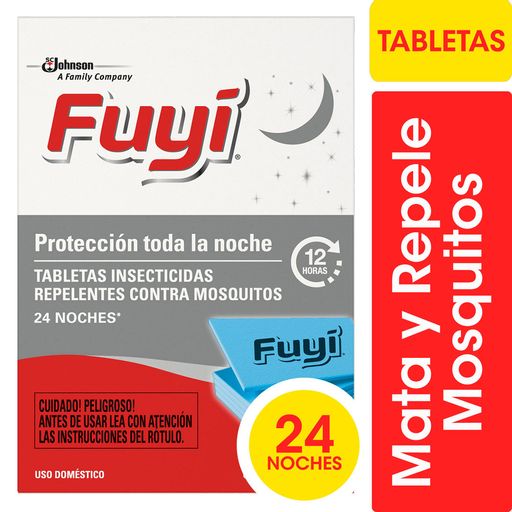 SC Johnson
A Family Company
Fuyí®
Protección toda la noche
12
HORAS
TABLETAS INSECTICIDAS
REPELENTES CONTRA MOSQUITOS
24 NOCHES*
Fuyí
CUIDADO! PELIGROSO!
ANTES DE USAR LEA CON ATENCIÓN
LAS INSTRUCCIONES DEL ROTULO.
USO DOMÉSTICO
24
NOCHES
TABLETAS
Mata y Repele
Mosquitos